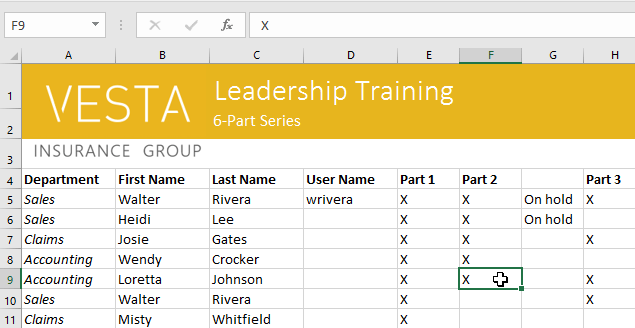 F9 fx X
A B C D E F G H
1 VESTA Leadership Training
2 6-Part Series
3 INSURANCE GROUP
4 Department First Name Last Name User Name Part 1 Part 2 Part 3
5 Sales Walter Rivera wrivera X X On hold X
6 Sales Heidi Lee X X On hold
7 Claims Josie Gates X X X
8 Accounting Wendy Crocker X X
9 Accounting Loretta Johnson X X X
10 Sales Walter Rivera X X
11 Claims Misty Whitfield X